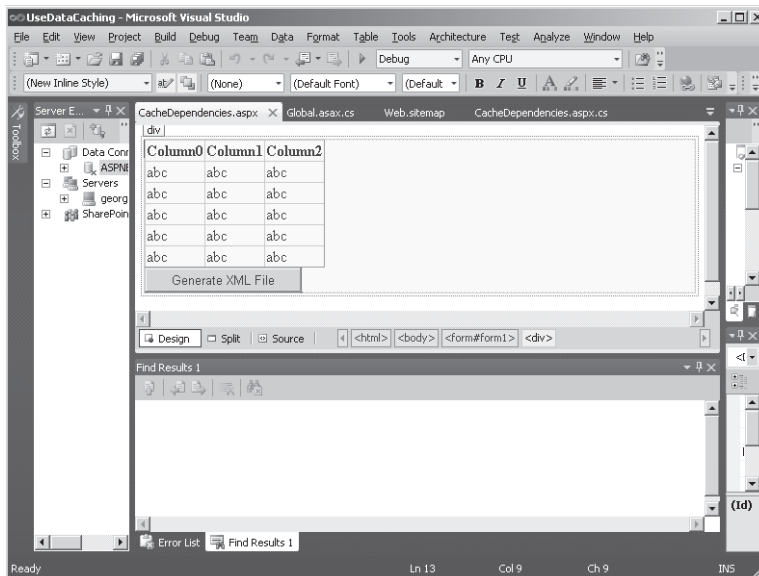 UseDataCaching - Microsoft Visual Studio
File Edit View Project Build Debug Team Data Format Table Tools Architecture Test Analyze Window Help
Debug Any CPU
(New Inline Style) (None) (Default Font) (Default B I U A
Toolbox
Server E...
CacheDependencies.aspx Global.asax.cs Web.sitemap CacheDependencies.aspx.cs
Data Conn
ASPNE
Servers
georg
SharePoin
div
Column0 Column1 Column2
abc abc abc
abc abc abc
abc abc abc
abc abc abc
abc abc abc
Generate XML File
Design Split Source <html> <body> <form#form1> <div>
Find Results 1
(Id)
Error List Find Results 1
Ready Ln 13 Col 9 Ch 9 INS